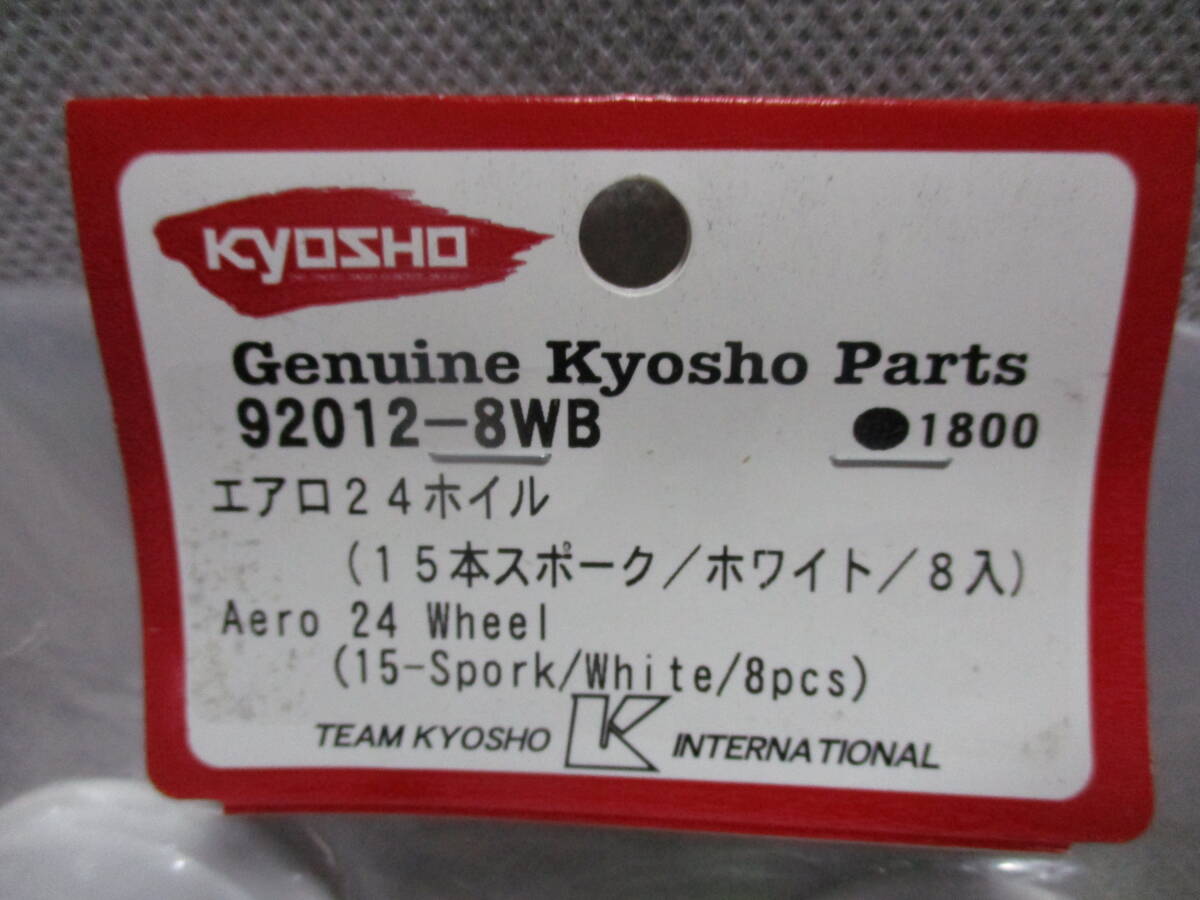 KYOSHO
Genuine Kyosho Parts
92012-8WB ●1800
エアロ24ホイル
(15本スポーク/ホワイト/8入)
Aero 24 Wheel
(15-Spork/White/8pcs)
TEAM KYOSHO K INTERNATIONAL